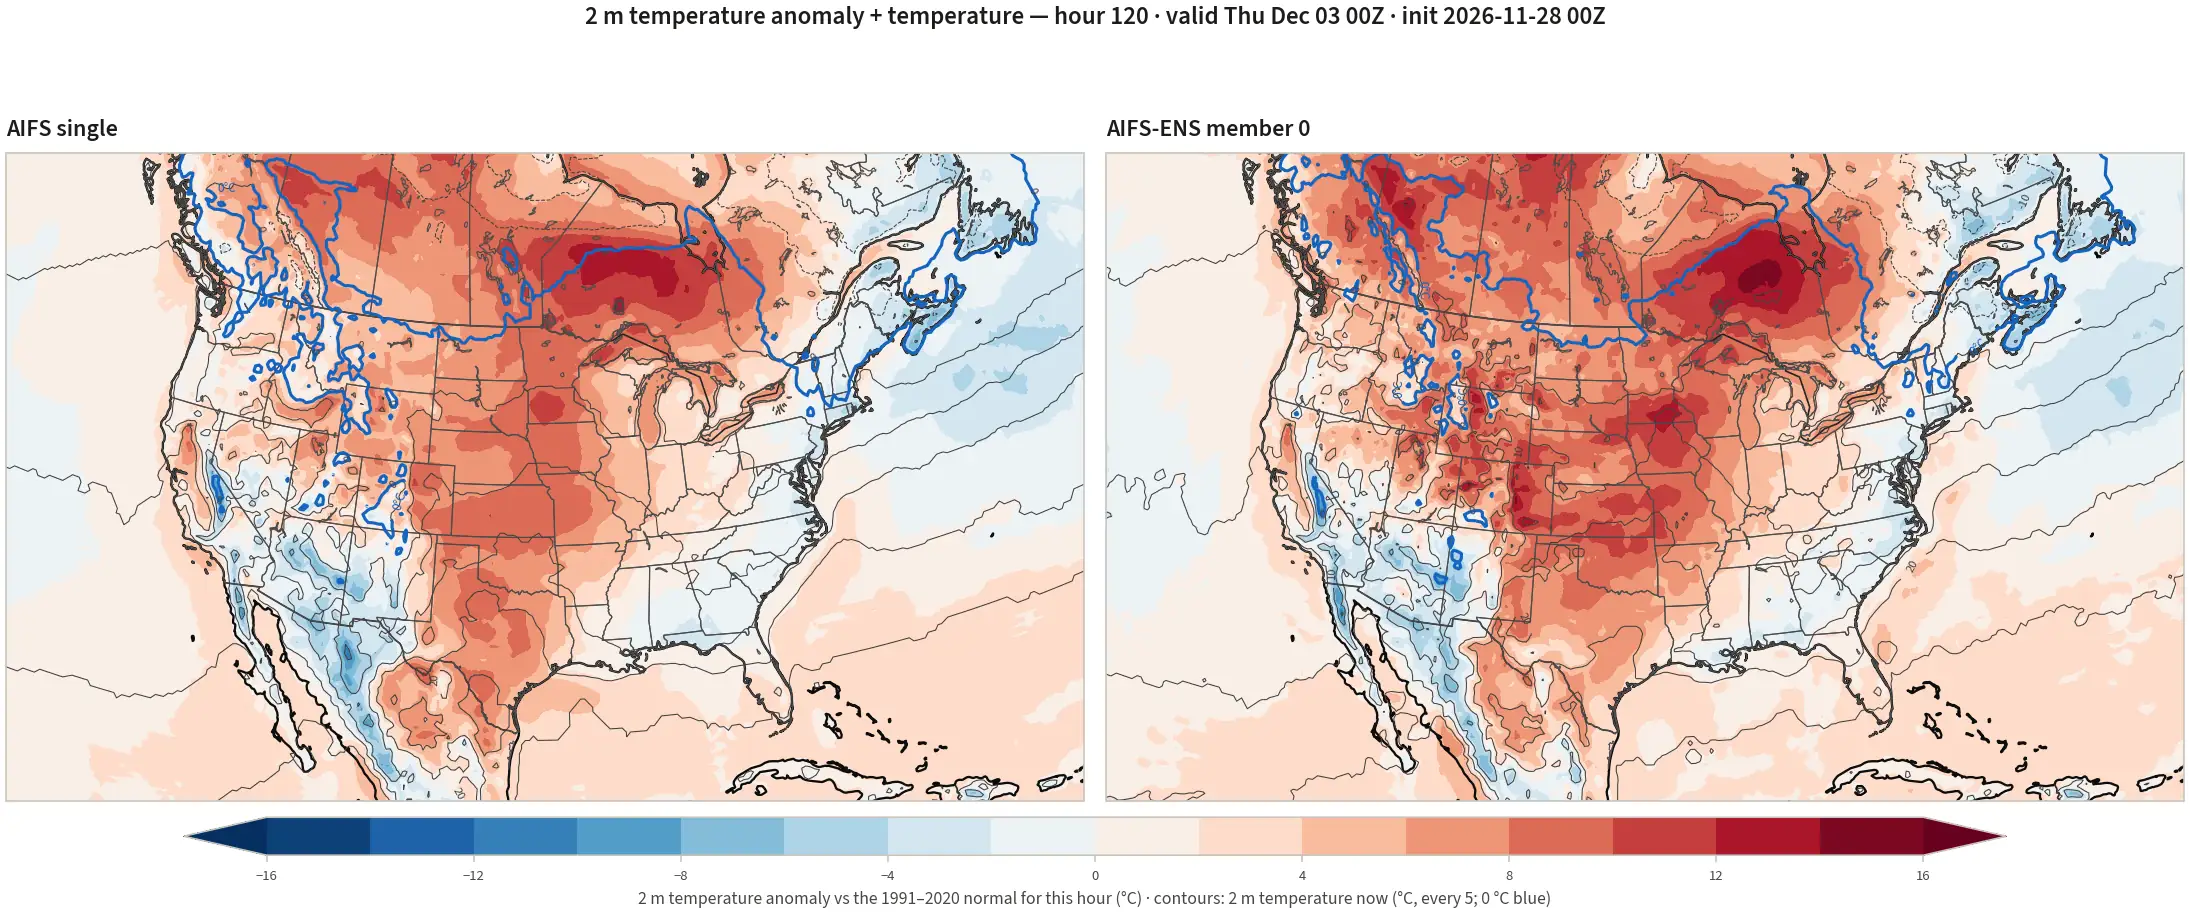 2 m temperature anomaly + temperature — hour 120 · valid Thu Dec 03 00Z · init 2026-11-28 00Z
AIFS single
AIFS-ENS member 0
−16
−12
−8
−4
0
4
8
12
16
2 m temperature anomaly vs the 1991–2020 normal for this hour (°C) · contours: 2 m temperature now (°C, every 5; 0 °C blue)